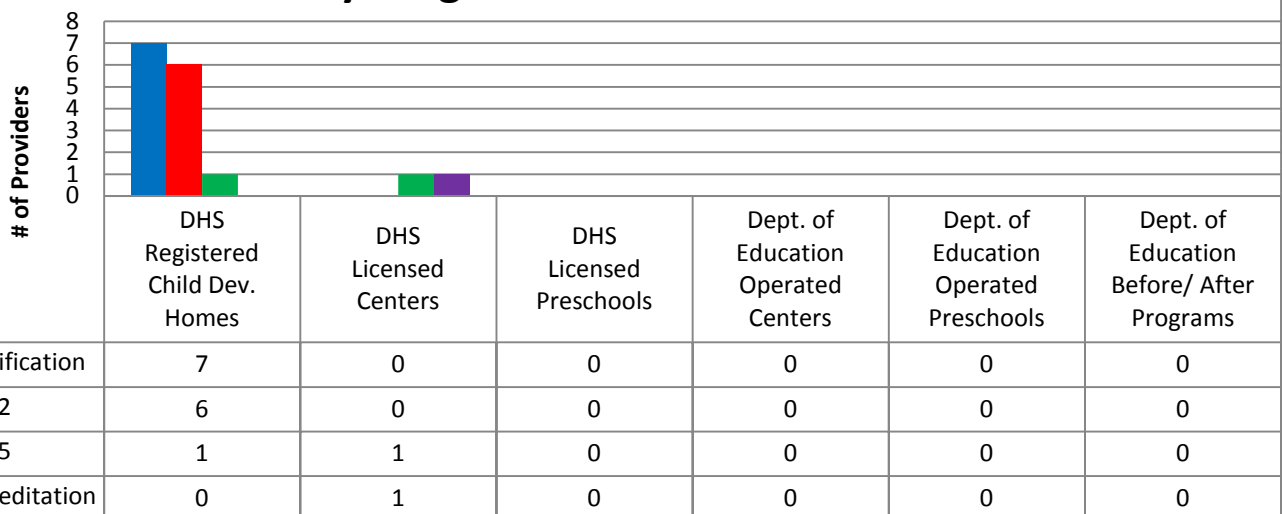 8
7
6
5
4
3
2
1
0
# of Providers
DHS
Registered
Child Dev.
Homes
DHS
Licensed
Centers
DHS
Licensed
Preschools
Dept. of
Education
Operated
Centers
Dept. of
Education
Operated
Preschools
Dept. of
Education
Before/ After
Programs
ification 7 0 0 0 0 0
2 6 0 0 0 0 0
5 1 1 0 0 0 0
editation 0 1 0 0 0 0